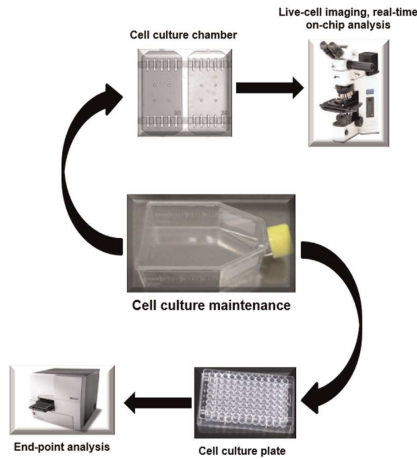 Live-cell imaging, real-time
on-chip analysis
Cell culture chamber
Cell culture maintenance
End-point analysis
Cell culture plate